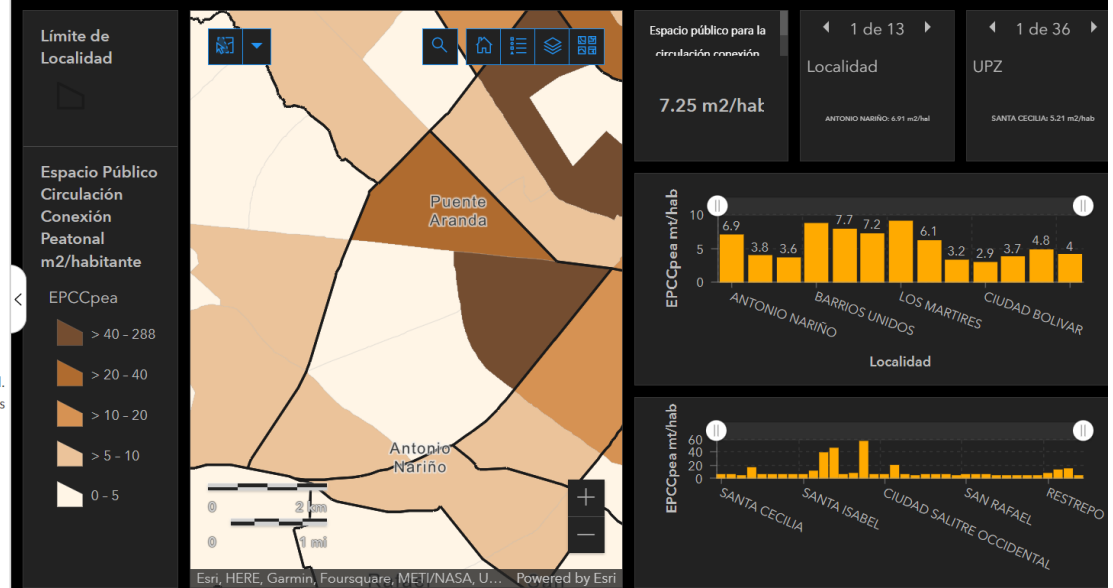 Límite de
Localidad
Espacio Público
Circulación
Conexión
Peatonal
m2/habitante
EPCCpea
> 40 – 288
> 20 – 40
> 10 – 20
> 5 – 10
0 – 5
Puente
Aranda
Antonio
Nariño
0
2 km
0
1 mi
Esri, HERE, Garmin, Foursquare, METI/NASA, U...
Powered by Esri
Espacio público para la
circulación conexión
7.25 m2/hab
1 de 13
Localidad
ANTONIO NARIÑO: 6.91 m2/hal
1 de 36
UPZ
SANTA CECILIA: 5.21 m2/hab
EPCCpea mt/hab
10
5
0
6.9
3.8
3.6
7.7
7.2
6.1
3.2
2.9
3.7
4.8
4
ANTONIO NARIÑO
BARRIOS UNIDOS
LOS MARTIRES
CIUDAD BOLIVAR
Localidad
EPCCpea mt/hab
60
40
20
0
SANTA CECILIA
SANTA ISABEL
CIUDAD SALITRE OCCIDENTAL
SAN RAFAEL
RESTREPO